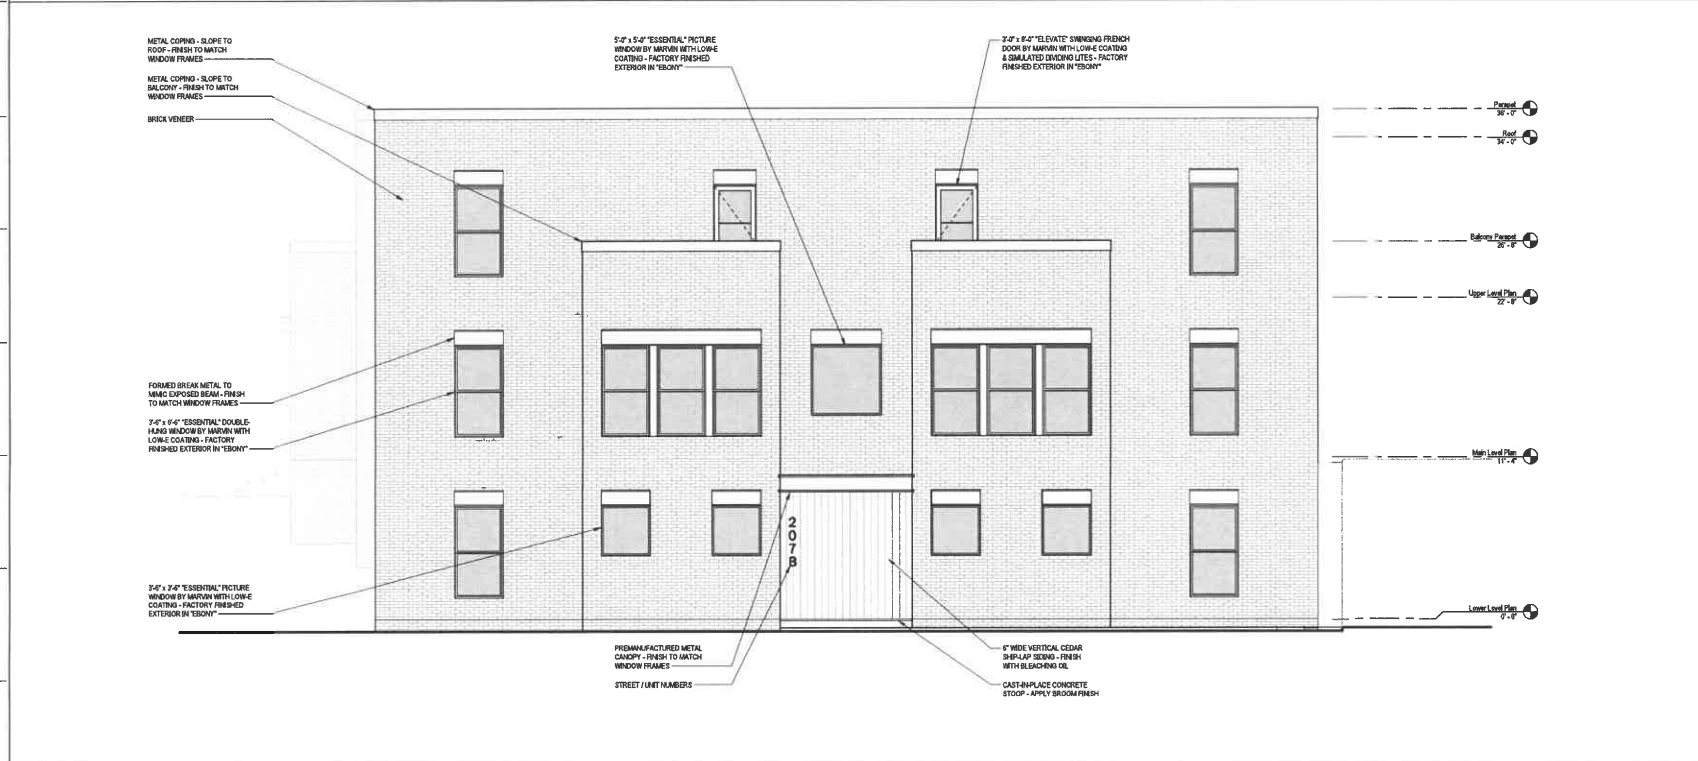 METAL COPING - SLOPE TO
ROOF - FINISH TO MATCH
WINDOW FRAMES
METAL COPING - SLOPE TO
BALCONY - FINISH TO MATCH
WINDOW FRAMES
BRICK VENEER
5'-0" x 5'-0" "ESSENTIAL" PICTURE
WINDOW BY MARVIN WITH LOW-E
COATING - FACTORY FINISHED
EXTERIOR IN "EBONY"
3'-0" x 8'-0" "ELEVATE" SWINGING FRENCH
DOOR BY MARVIN WITH LOW-E COATING
& SIMULATED DIVIDING LITES - FACTORY
FINISHED EXTERIOR IN "EBONY"
Parapet
36' - 0"
Roof
34' - 0"
Balcony Parapet
26' - 8"
Upper Level Plan
22' - 8"
Main Level Plan
11' - 4"
Lower Level Plan
0' - 0"
FORMED BREAK METAL TO
MIMIC EXPOSED BEAM - FINISH
TO MATCH WINDOW FRAMES
3'-6" x 6'-6" "ESSENTIAL" DOUBLE-
HUNG WINDOW BY MARVIN WITH
LOW-E COATING - FACTORY
FINISHED EXTERIOR IN "EBONY"
3'-6" x 3'-6" "ESSENTIAL" PICTURE
WINDOW BY MARVIN WITH LOW-E
COATING - FACTORY FINISHED
EXTERIOR IN "EBONY"
2
0
7
B
PREMANUFACTURED METAL
CANOPY - FINISH TO MATCH
WINDOW FRAMES
STREET / UNIT NUMBERS
6" WIDE VERTICAL CEDAR
SHIP-LAP SIDING - FINISH
WITH BLEACHING OIL
CAST-IN-PLACE CONCRETE
STOOP - APPLY BROOM FINISH